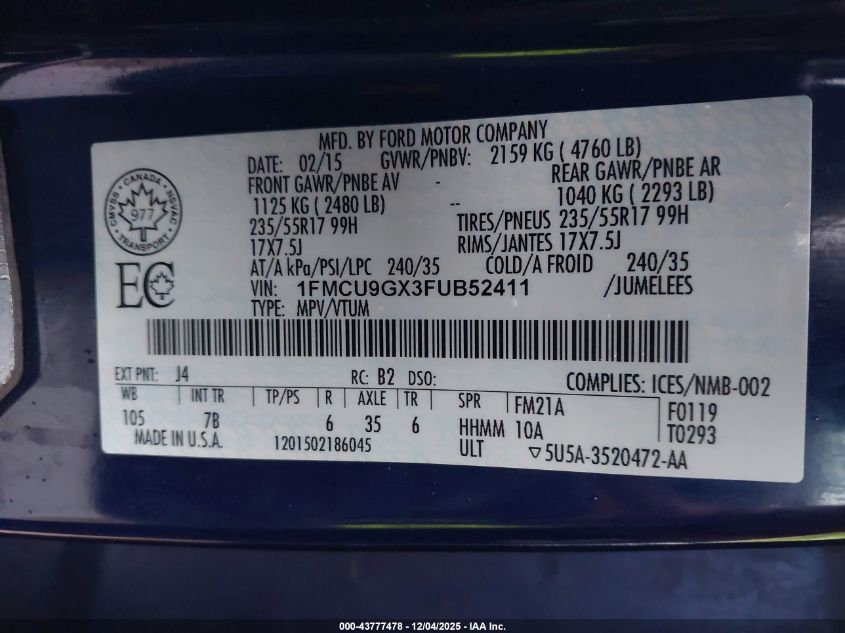 MFD. BY FORD MOTOR COMPANY
DATE: 02/15 GVWR/PNBV: 2159 KG ( 4760 LB)
FRONT GAWR/PNBE AV - REAR GAWR/PNBE AR
1125 KG ( 2480 LB) -- 1040 KG ( 2293 LB)
235/55R17 99H TIRES/PNEUS 235/55R17 99H
17X7.5J RIMS/JANTES 17X7.5J
AT/A kPa/PSI/LPC 240/35 COLD/A FROID 240/35
VIN: 1FMCU9GX3FUB52411 /JUMELEES
TYPE: MPV/VTUM
CANADA
CMVSS NSVAC
977
TRANSPORT
EC
EXT PNT: J4 RC: B2 DSO: COMPLIES: ICES/NMB-002
WB INT TR TP/PS R AXLE TR SPR FM21A F0119
105 7B 6 35 6 HHMM 10A T0293
MADE IN U.S.A. 1201502186045 ULT ▽5U5A-3520472-AA
000-43777478 - 12/04/2025 - IAA Inc.